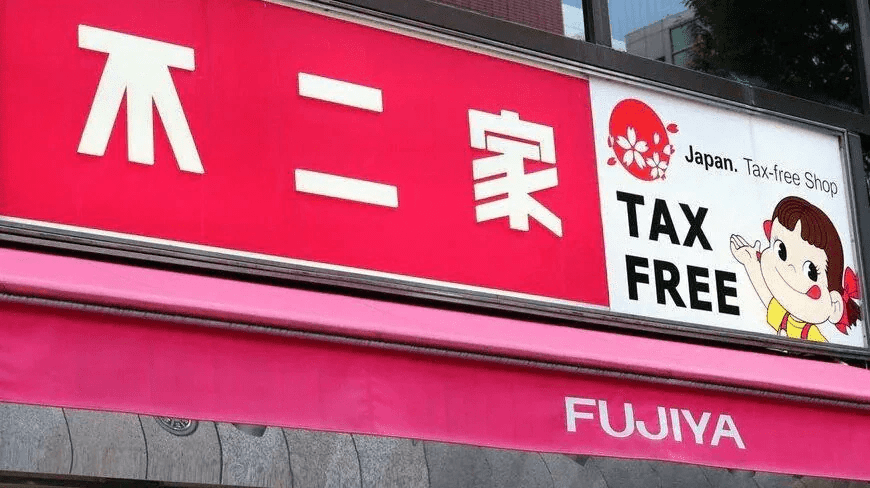 不二家
Japan. Tax-free Shop
TAX
FREE
FUJIYA